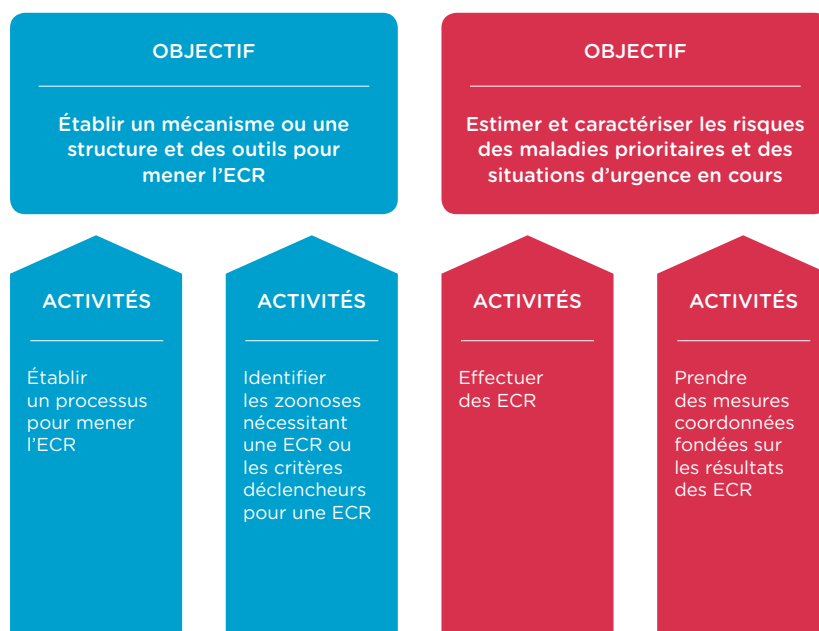 OBJECTIF
Établir un mécanisme ou une
structure et des outils pour
mener l'ECR
OBJECTIF
Estimer et caractériser les risques
des maladies prioritaires et des
situations d'urgence en cours
ACTIVITÉS
Établir
un processus
pour mener
l'ECR
ACTIVITÉS
Identifier
les zoonoses
nécessitant
une ECR ou
les critères
déclencheurs
pour une ECR
ACTIVITÉS
Effectuer
des ECR
ACTIVITÉS
Prendre
des mesures
coordonnées
fondées sur
les résultats
des ECR